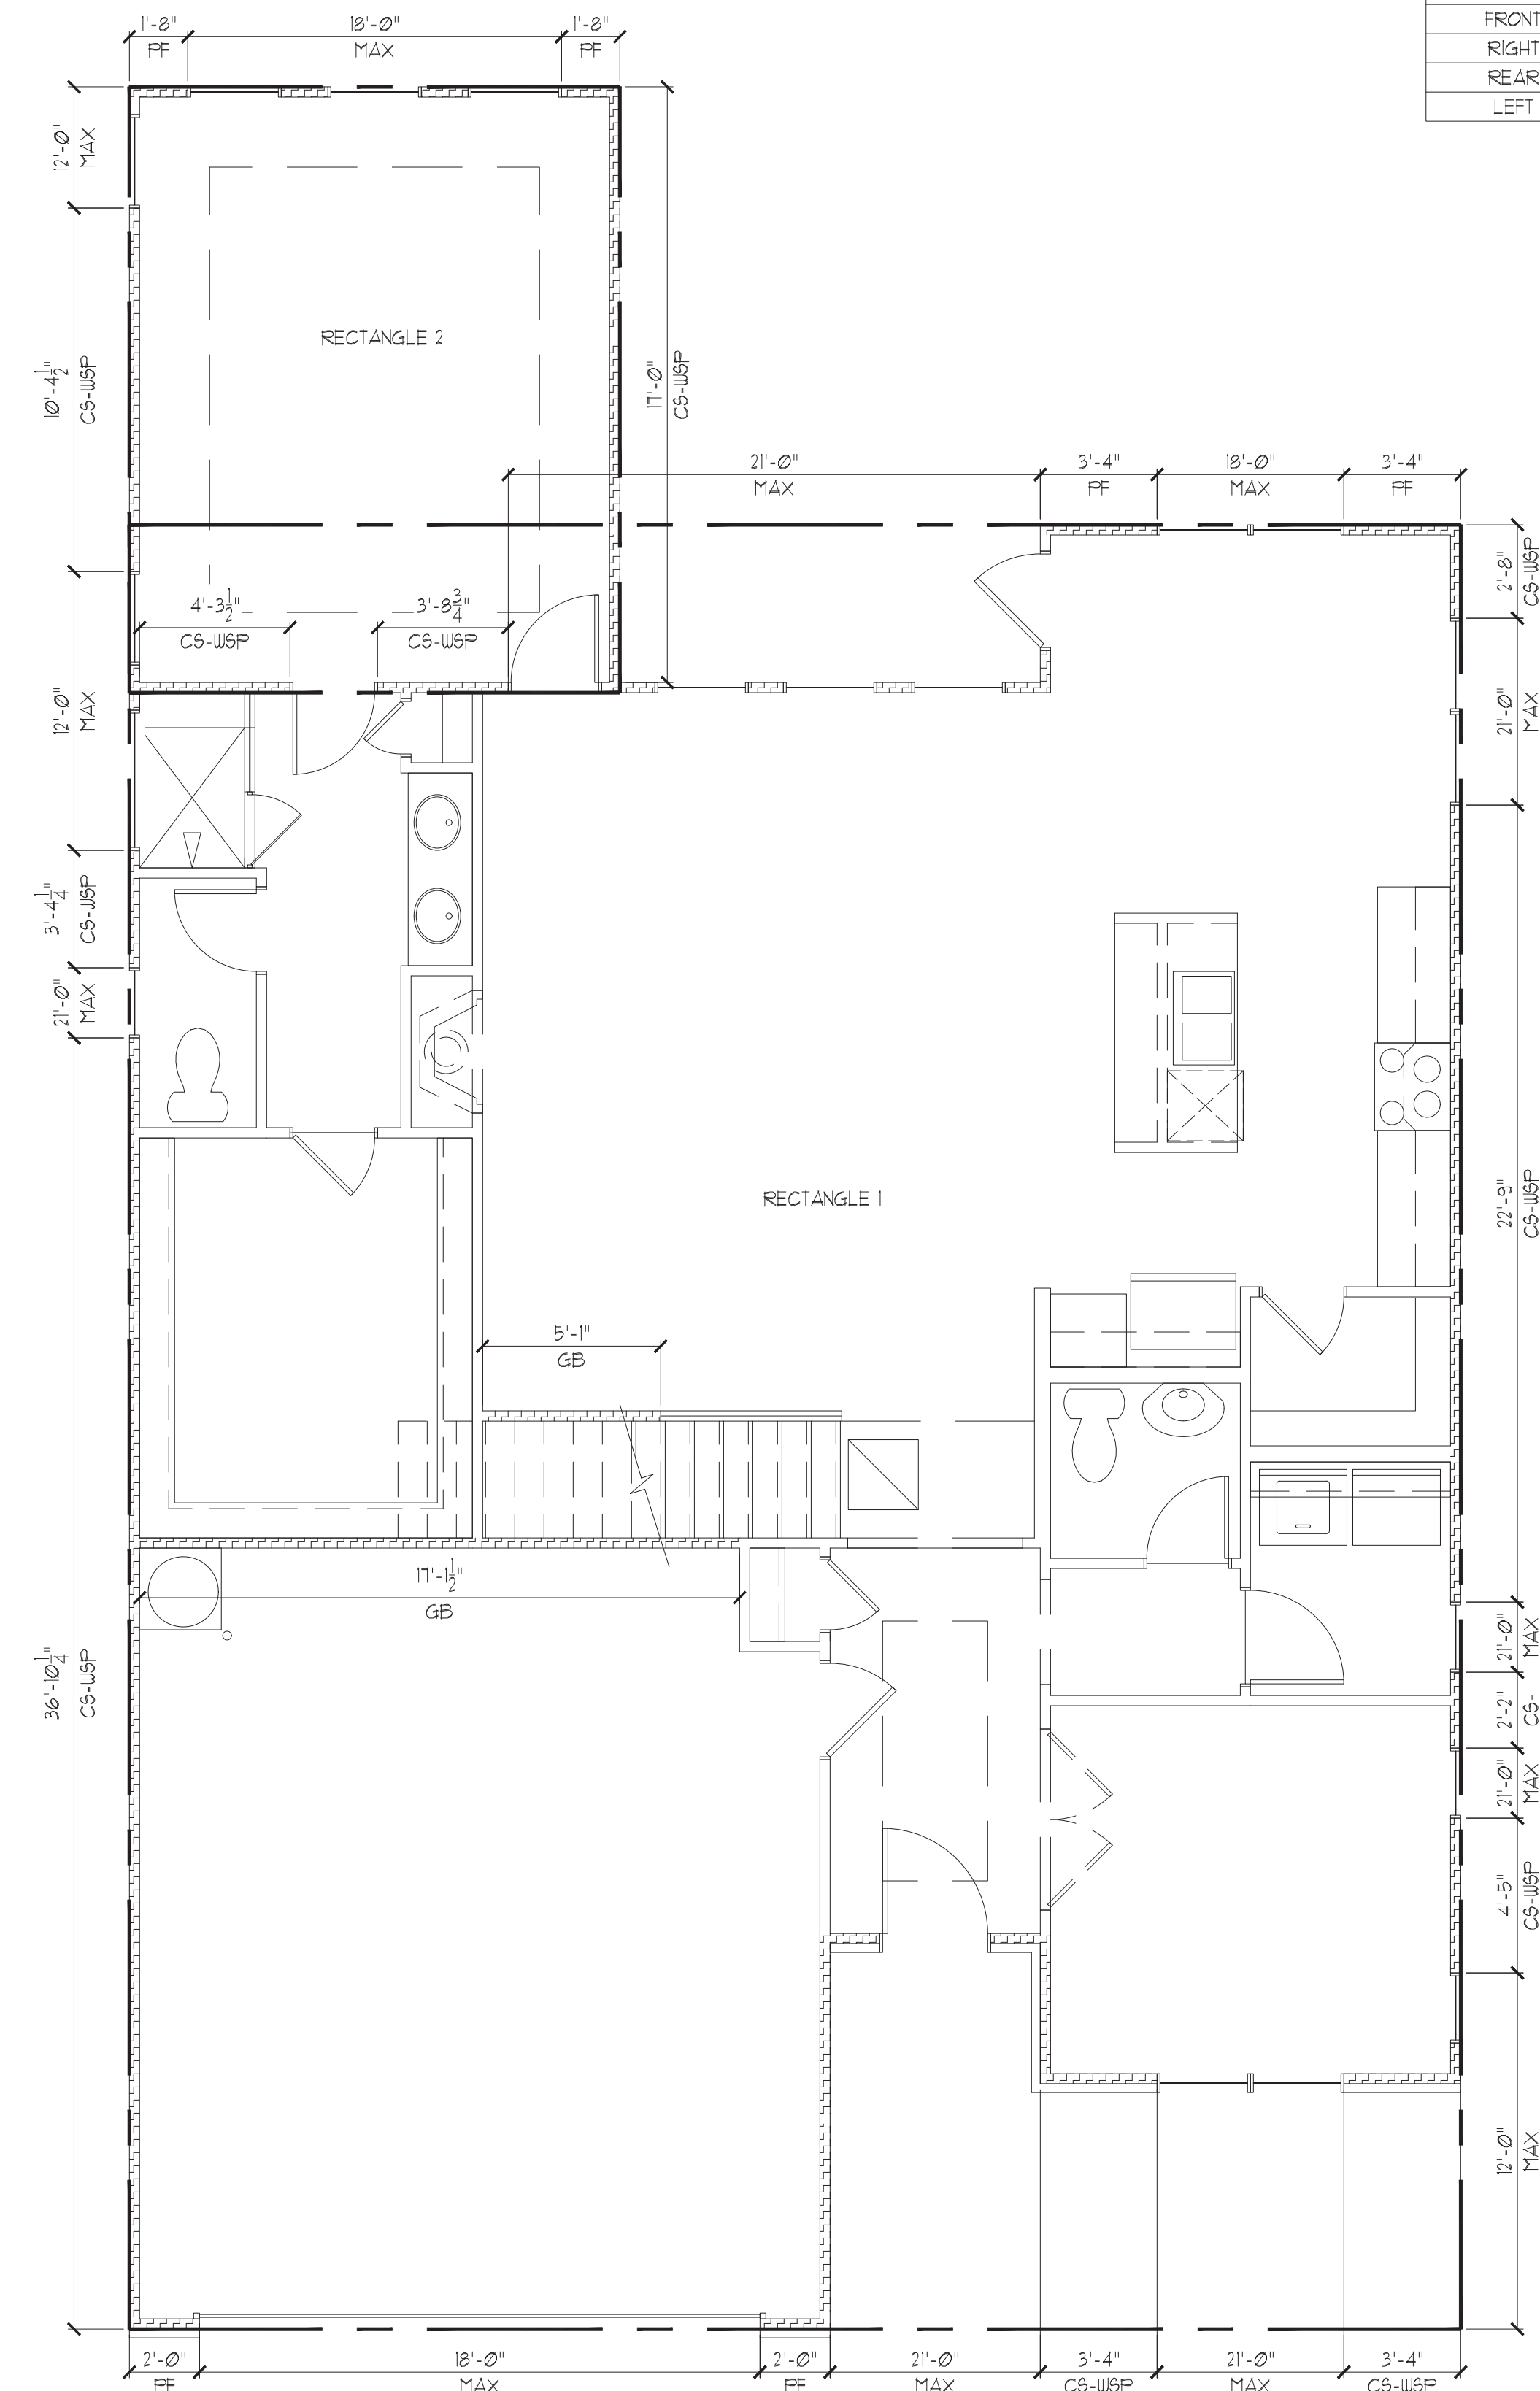 1'-8" 18'-0" 1'-8"
PF MAX PF
FRONT
RIGHT
REAR
LEFT
12'-0"
MAX
RECTANGLE 2
10'-4 1/2"
CS-WSP
17'-0"
CS-WSP
21'-0" 3'-4" 18'-0" 3'-4"
MAX PF MAX PF
2'-8"
CS-WSP
4'-3 1/2" 3'-8 3/4"
CS-WSP CS-WSP
12'-0"
MAX
21'-0"
MAX
3'-4 1/4"
CS-WSP
21'-0"
MAX
RECTANGLE 1
22'-9"
CS-WSP
5'-1"
GB
17'-1 1/2"
GB
36'-10 1/4"
CS-WSP
21'-0"
MAX
2'-2"
CS-
21'-0"
MAX
4'-5"
CS-WSP
12'-0"
MAX
2'-0" 18'-0" 2'-0" 21'-0" 3'-4" 21'-0" 3'-4"
PF MAX PF MAX CS-WSP MAX CS-WSP